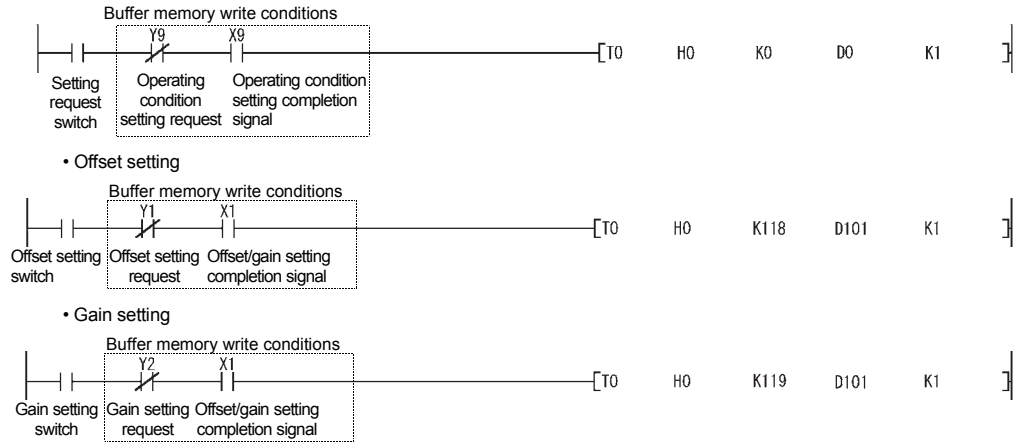 Buffer memory write conditions
Y9 X9
[TO H0 K0 D0 K1 ]
Setting request switch
Operating condition setting request
Operating condition setting completion signal
• Offset setting
Buffer memory write conditions
Y1 X1
[TO H0 K118 D101 K1 ]
Offset setting switch
Offset setting request
Offset/gain setting completion signal
• Gain setting
Buffer memory write conditions
Y2 X1
[TO H0 K119 D101 K1 ]
Gain setting switch
Gain setting request
Offset/gain setting completion signal